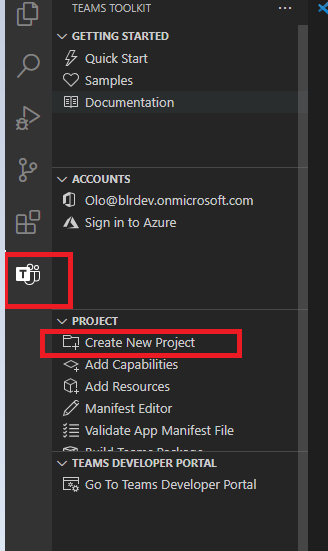 TEAMS TOOLKIT
GETTING STARTED
Quick Start
Samples
Documentation
ACCOUNTS
Olo@blrdev.onmicrosoft.com
Sign in to Azure
T
PROJECT
Create New Project
Add Capabilities
Add Resources
Manifest Editor
Validate App Manifest File
Build Teams Package
TEAMS DEVELOPER PORTAL
Go To Teams Developer Portal